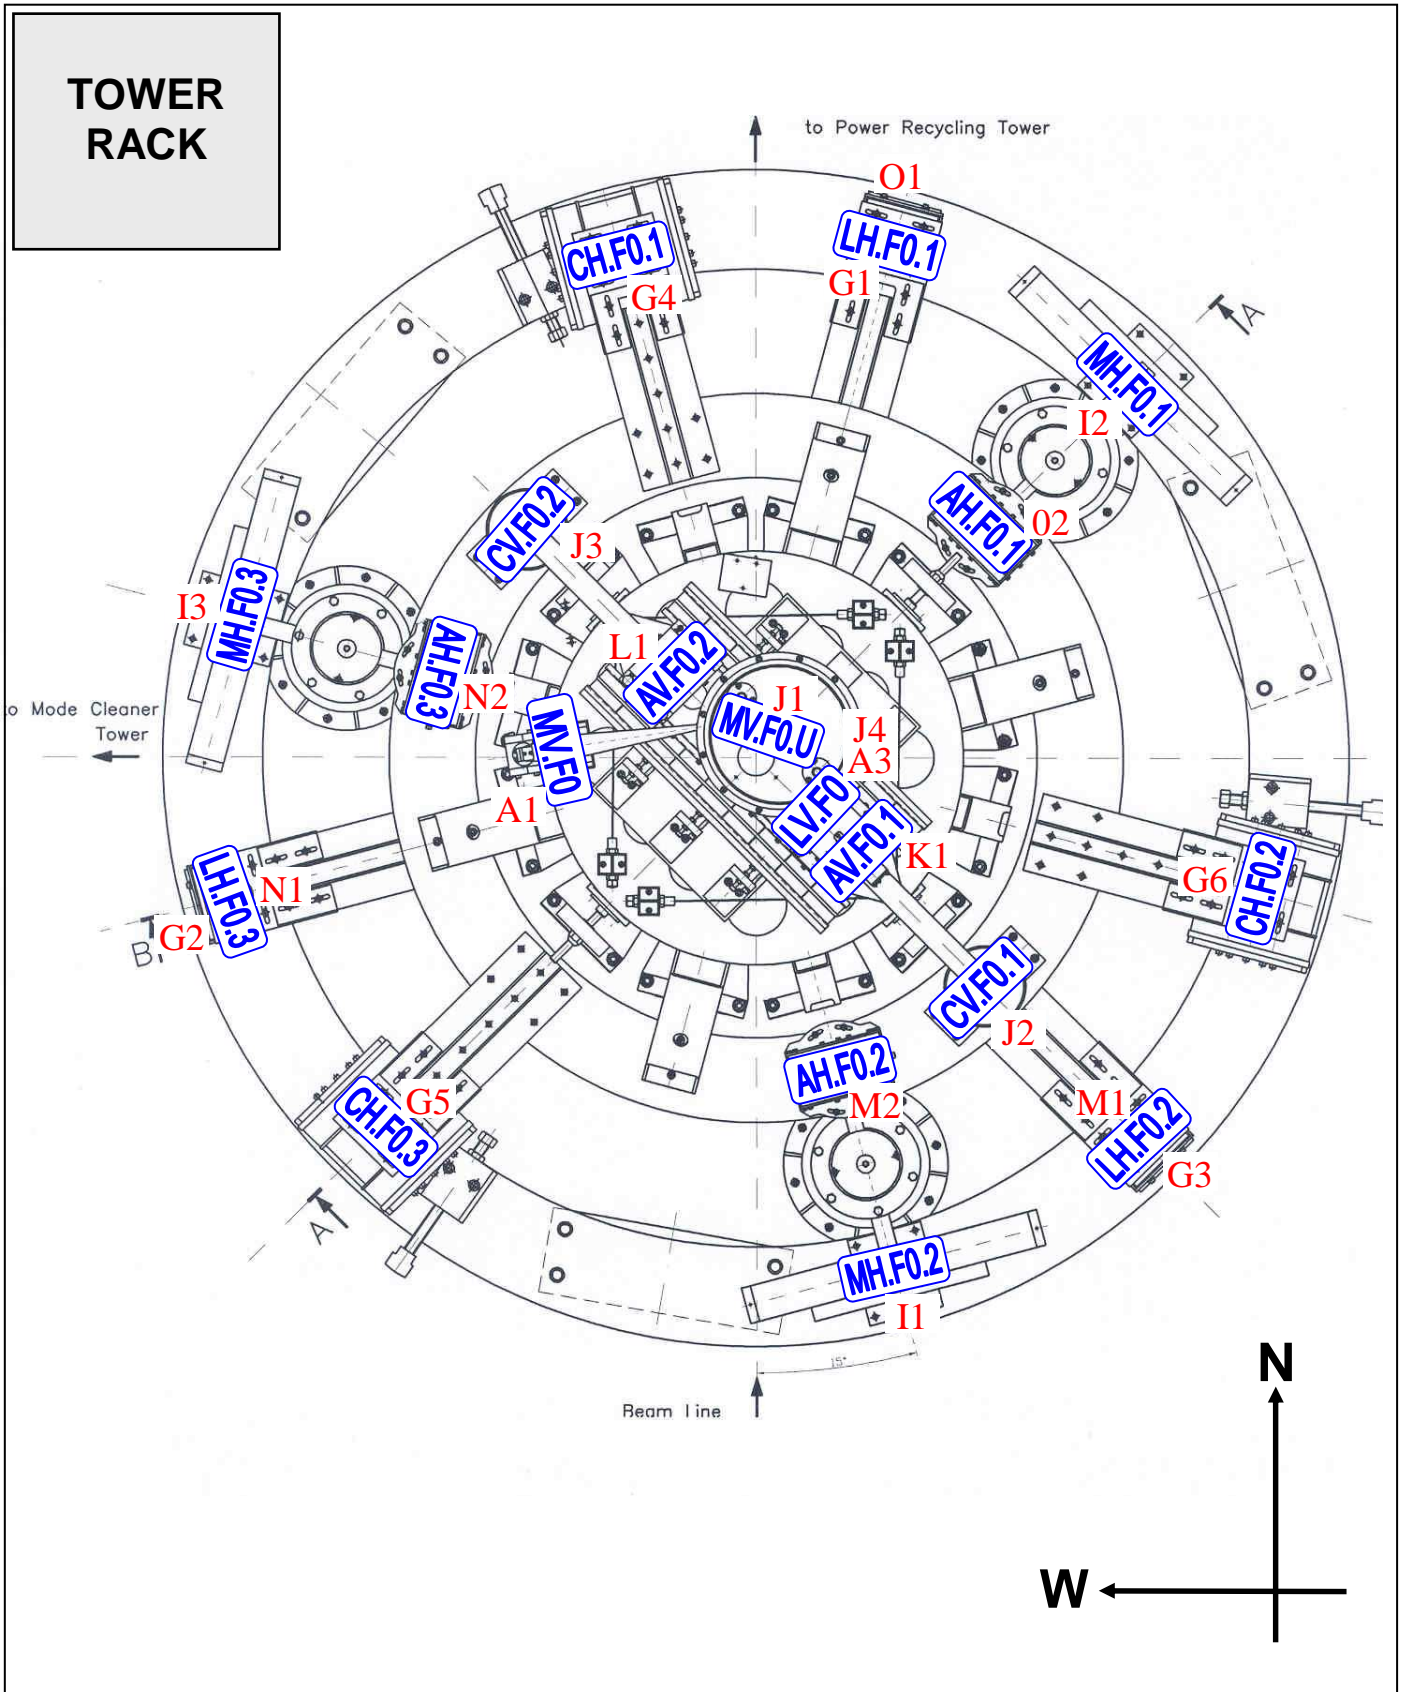 TOWER
RACK
to Power Recycling Tower
O1
LH.F0.1
CH.F0.1
G1
G4
A
MH.F0.1
I2
AH.F0.1
02
CV.F0.2
J3
I3
MH.F0.3
L1
AV.F0.2
AH.F0.3
N2
J1
MV.F0.U
MV.F0
J4
A3
o Mode Cleaner
Tower
A1
LV.F0
AV.F0.1
K1
LH.F0.3
N1
G6
CH.F0.2
G2
B
CV.F0.1
J2
AH.F0.2
M2
CH.F0.3
G5
M1
LH.F0.2
G3
A
MH.F0.2
I1
15°
Beam Line
N
W